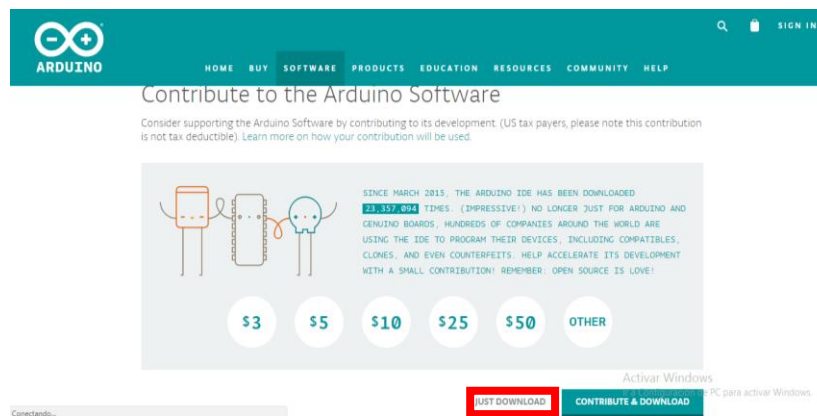 SIGN IN
ARDUINO
HOME BUY SOFTWARE PRODUCTS EDUCATION RESOURCES COMMUNITY HELP
Contribute to the Arduino Software
Consider supporting the Arduino Software by contributing to its development. (US tax payers, please note this contribution
is not tax deductible). Learn more on how your contribution will be used.
SINCE MARCH 2015, THE ARDUINO IDE HAS BEEN DOWNLOADED
23,357,094 TIMES. (IMPRESSIVE!) NO LONGER JUST FOR ARDUINO AND
GENUINO BOARDS, HUNDREDS OF COMPANIES AROUND THE WORLD ARE
USING THE IDE TO PROGRAM THEIR DEVICES, INCLUDING COMPATIBLES,
CLONES, AND EVEN COUNTERFEITS. HELP ACCELERATE ITS DEVELOPMENT
WITH A SMALL CONTRIBUTION! REMEMBER: OPEN SOURCE IS LOVE!
$3 $5 $10 $25 $50 OTHER
Activar Windows
PC para activar Windows.
JUST DOWNLOAD CONTRIBUTE & DOWNLOAD
Conectando...